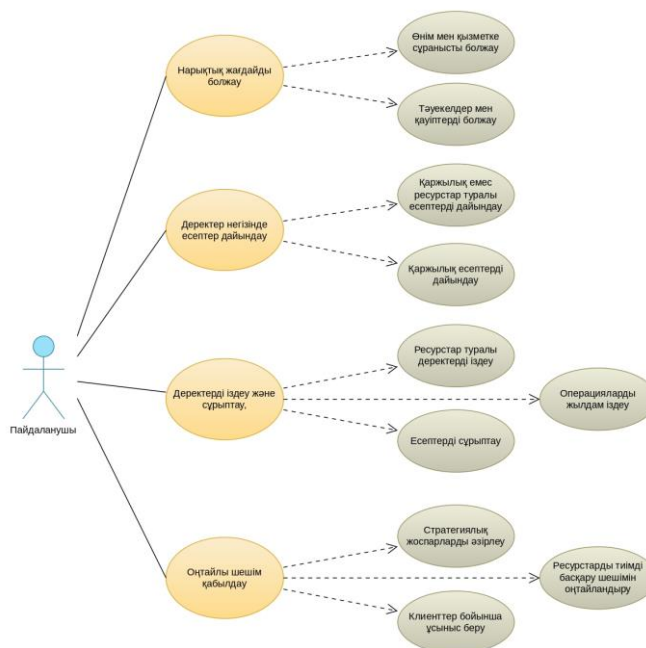 Өнім мен қызметке
сұранысты болжау
Нарықтық жағдайды
болжау
Тәуекелдер мен
қауіптерді болжау
Қаржылық емес
ресурстар туралы
есептерді дайындау
Деректер негізінде
есептер дайындау
Қаржылық есептерді
дайындау
Ресурстар туралы
деректерді іздеу
Деректерді іздеу және
сұрыптау,
Операцияларды
жылдам іздеу
Пайдаланушы
Есептерді сұрыптау
Стратегиялық
жоспарларды әзірлеу
Оңтайлы шешім
қабылдау
Ресурстарды тиімді
басқару шешімін
оңтайландыру
Клиенттер бойынша
ұсыныс беру